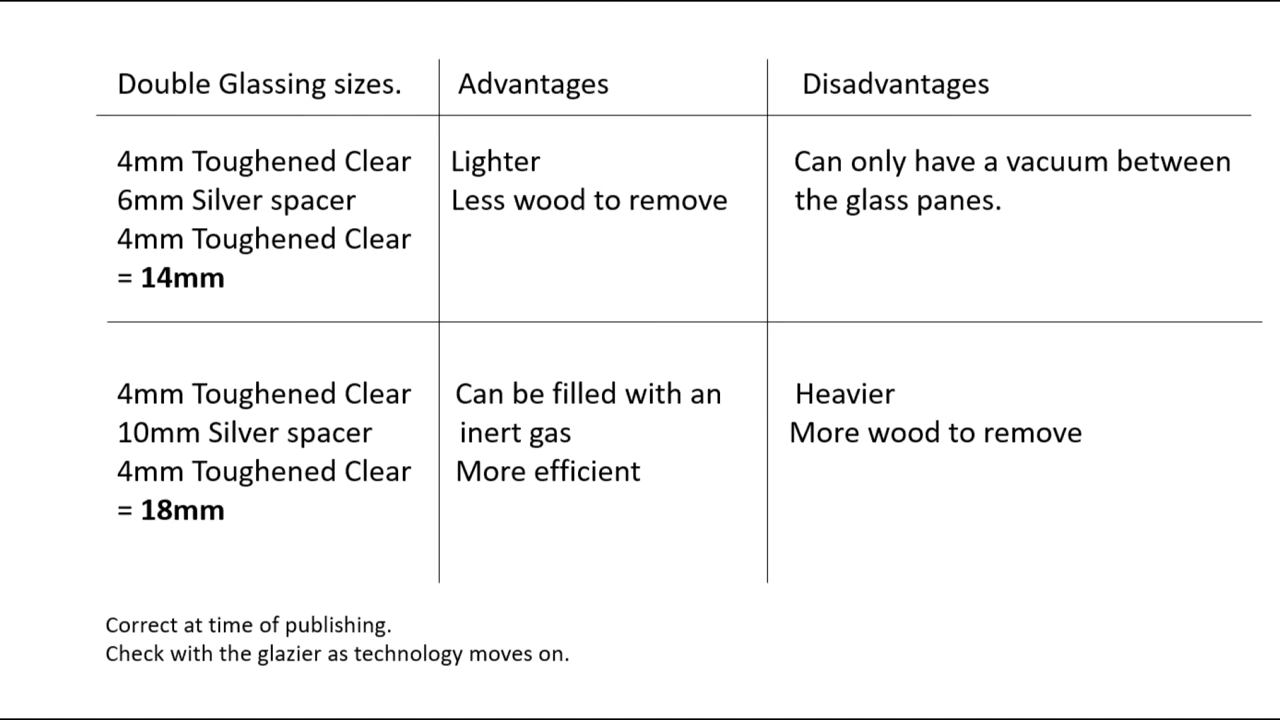 Double Glassing sizes.
Advantages
Disadvantages
4mm Toughened Clear
6mm Silver spacer
4mm Toughened Clear
= 14mm
Lighter
Less wood to remove
Can only have a vacuum between
the glass panes.
4mm Toughened Clear
10mm Silver spacer
4mm Toughened Clear
= 18mm
Can be filled with an
inert gas
More efficient
Heavier
More wood to remove
Correct at time of publishing.
Check with the glazier as technology moves on.